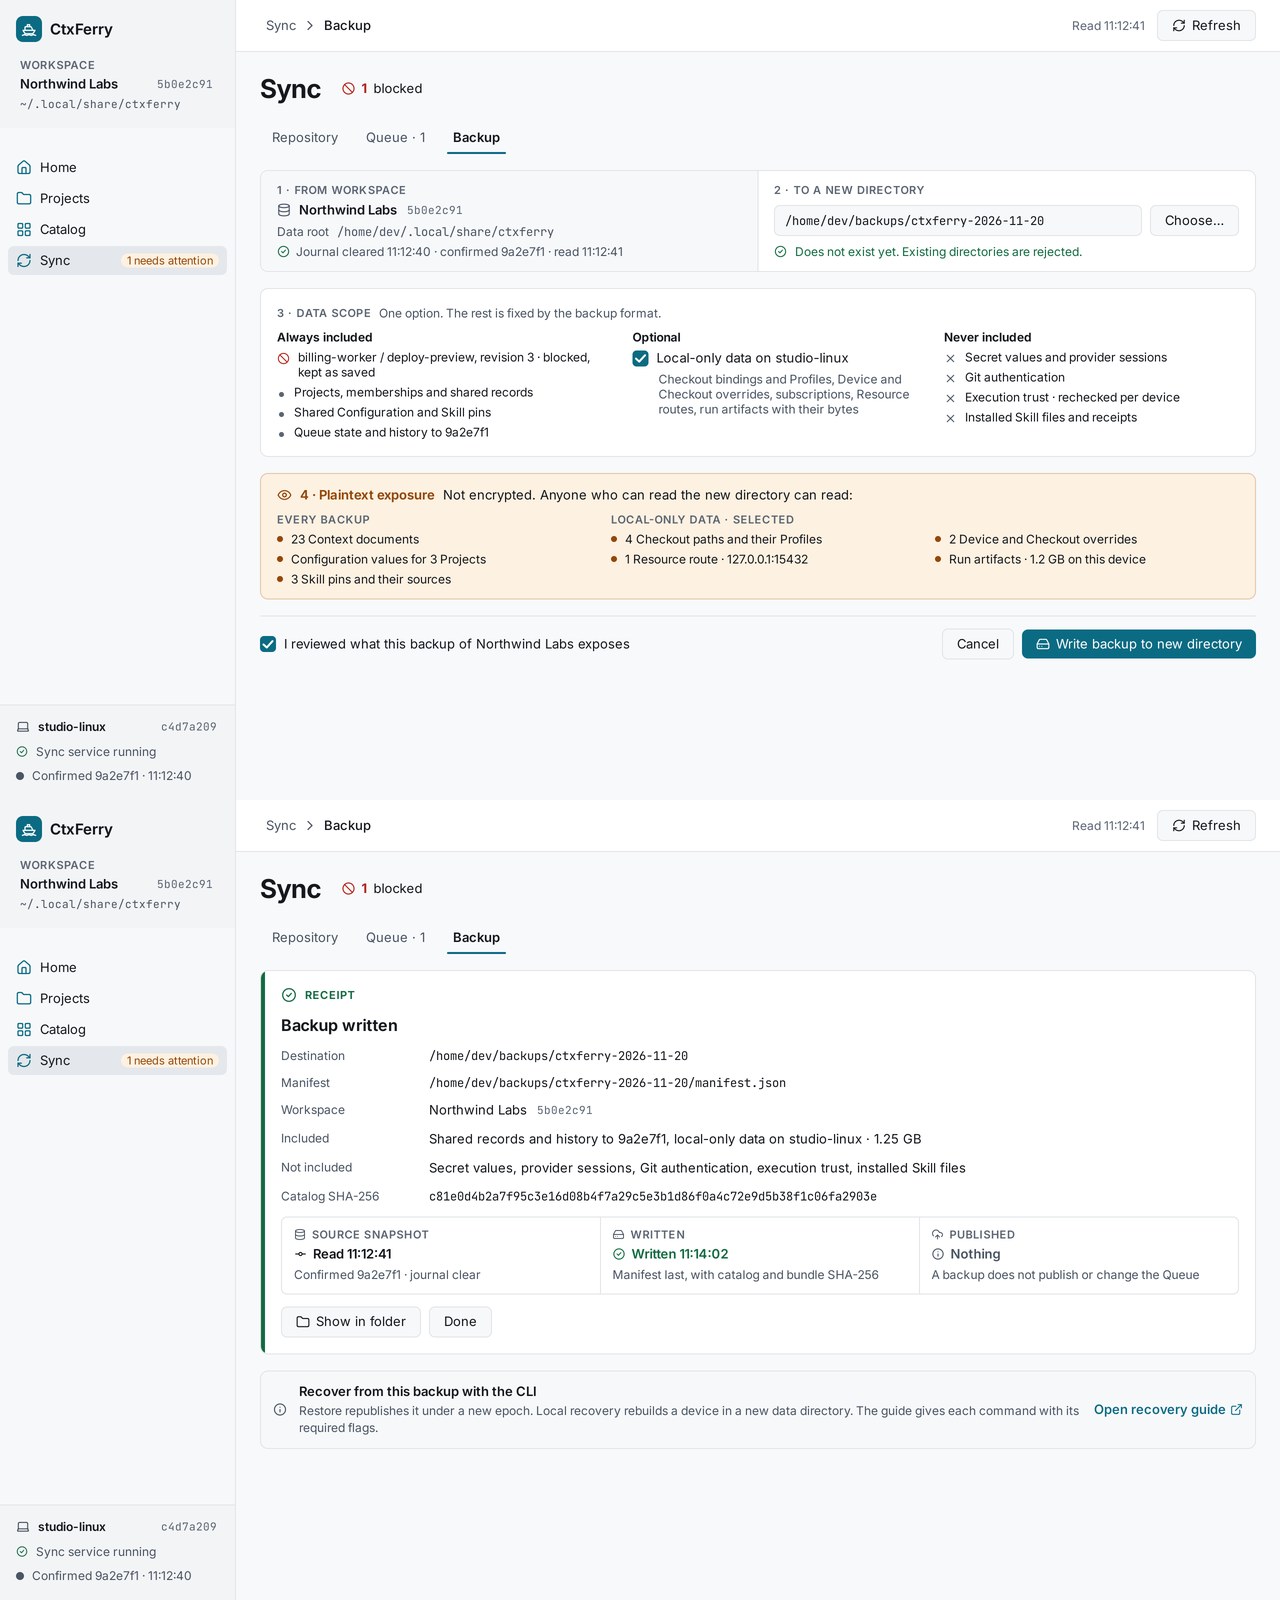 CtxFerry
WORKSPACE
Northwind Labs 5b0e2c91
~/.local/share/ctxferry
Home
Projects
Catalog
Sync 1 needs attention
studio-linux c4d7a209
Sync service running
Confirmed 9a2e7f1 · 11:12:40
Sync > Backup
Read 11:12:41 Refresh
Sync 1 blocked
Repository Queue · 1 Backup
1 · FROM WORKSPACE
Northwind Labs 5b0e2c91
Data root /home/dev/.local/share/ctxferry
Journal cleared 11:12:40 · confirmed 9a2e7f1 · read 11:12:41
2 · TO A NEW DIRECTORY
/home/dev/backups/ctxferry-2026-11-20 Choose...
Does not exist yet. Existing directories are rejected.
3 · DATA SCOPE One option. The rest is fixed by the backup format.
Always included
billing-worker / deploy-preview, revision 3 · blocked,
kept as saved
Projects, memberships and shared records
Shared Configuration and Skill pins
Queue state and history to 9a2e7f1
Optional
Local-only data on studio-linux
Checkout bindings and Profiles, Device and
Checkout overrides, subscriptions, Resource
routes, run artifacts with their bytes
Never included
Secret values and provider sessions
Git authentication
Execution trust · rechecked per device
Installed Skill files and receipts
4 · Plaintext exposure Not encrypted. Anyone who can read the new directory can read:
EVERY BACKUP
23 Context documents
Configuration values for 3 Projects
3 Skill pins and their sources
LOCAL-ONLY DATA · SELECTED
4 Checkout paths and their Profiles
1 Resource route · 127.0.0.1:15432
2 Device and Checkout overrides
Run artifacts · 1.2 GB on this device
I reviewed what this backup of Northwind Labs exposes
Cancel Write backup to new directory
CtxFerry
WORKSPACE
Northwind Labs 5b0e2c91
~/.local/share/ctxferry
Home
Projects
Catalog
Sync 1 needs attention
studio-linux c4d7a209
Sync service running
Confirmed 9a2e7f1 · 11:12:40
Sync > Backup
Read 11:12:41 Refresh
Sync 1 blocked
Repository Queue · 1 Backup
RECEIPT
Backup written
Destination /home/dev/backups/ctxferry-2026-11-20
Manifest /home/dev/backups/ctxferry-2026-11-20/manifest.json
Workspace Northwind Labs 5b0e2c91
Included Shared records and history to 9a2e7f1, local-only data on studio-linux · 1.25 GB
Not included Secret values, provider sessions, Git authentication, execution trust, installed Skill files
Catalog SHA-256 c81e0d4b2a7f95c3e16d08b4f7a29c5e3b1d86f0a4c72e9d5b38f1c06fa2903e
SOURCE SNAPSHOT
Read 11:12:41
Confirmed 9a2e7f1 · journal clear
WRITTEN
Written 11:14:02
Manifest last, with catalog and bundle SHA-256
PUBLISHED
Nothing
A backup does not publish or change the Queue
Show in folder Done
Recover from this backup with the CLI
Restore republishes it under a new epoch. Local recovery rebuilds a device in a new data directory. The guide gives each command with its
required flags.
Open recovery guide